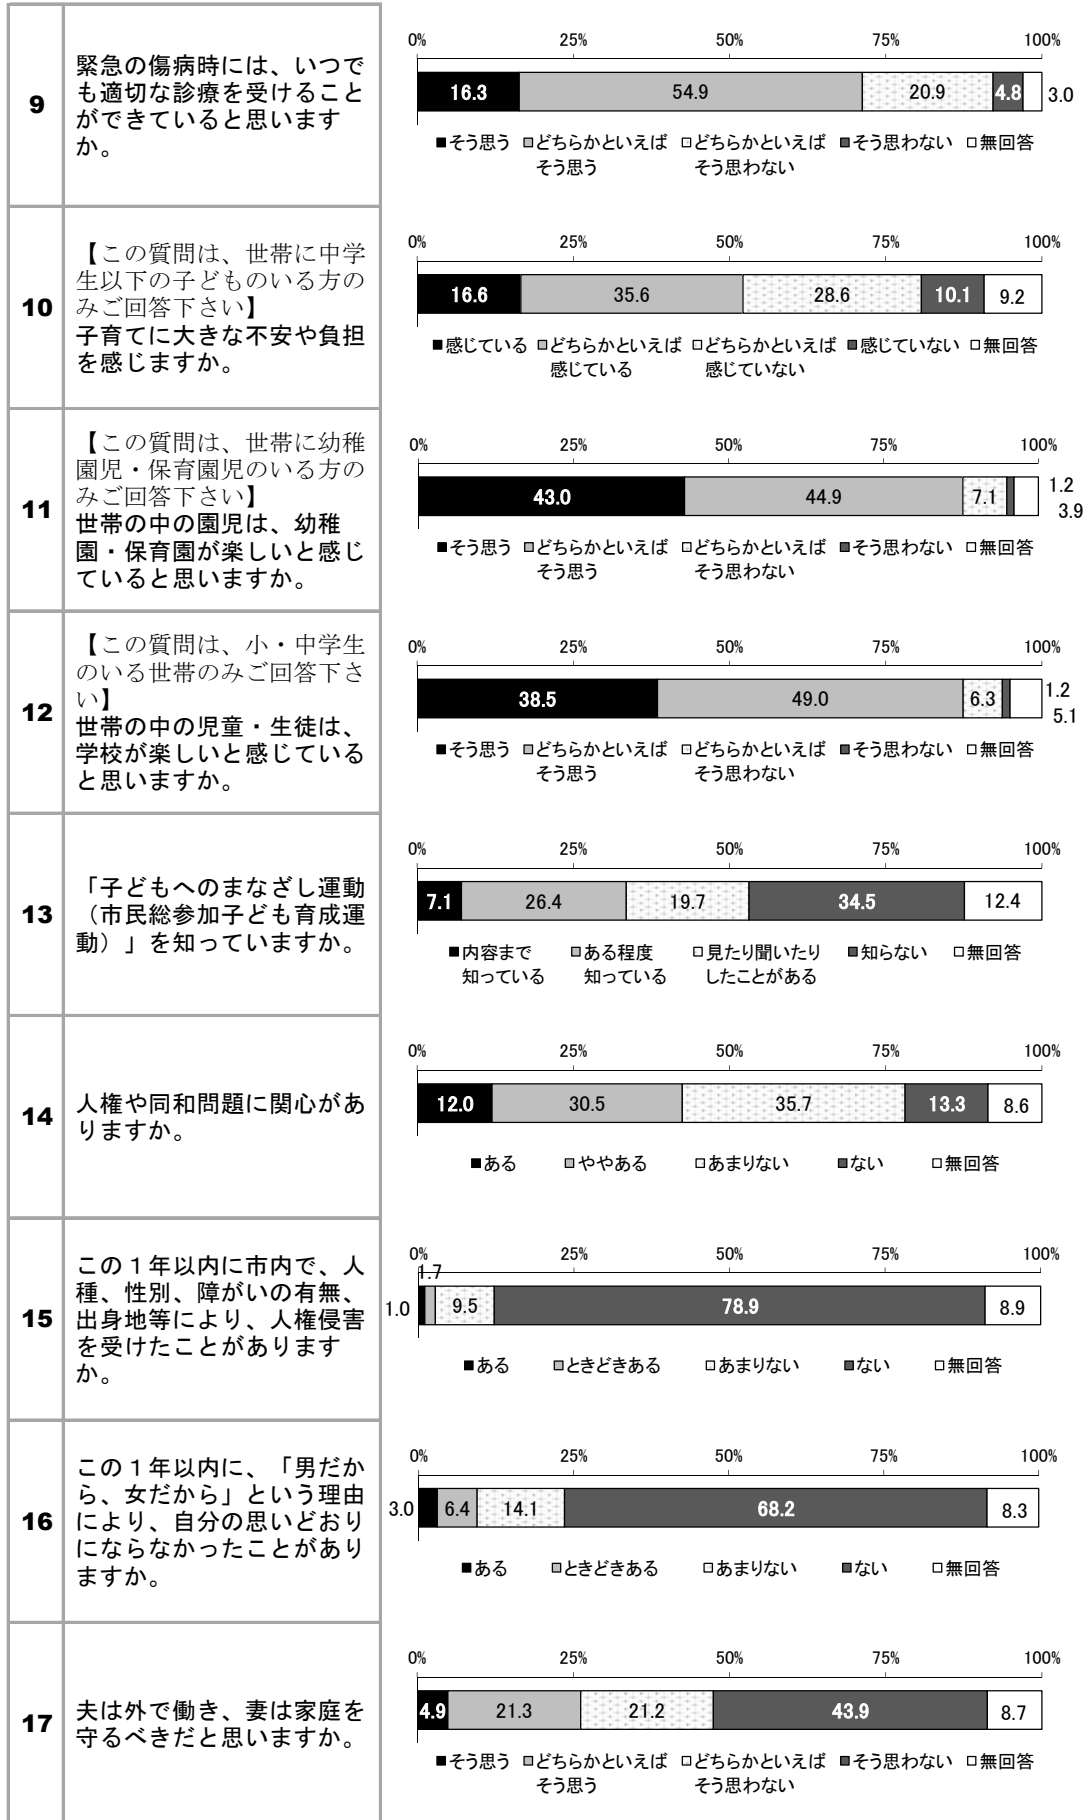 9
緊急の傷病時には、いつで
も適切な診療を受けること
ができていると思います
か。
0% 25% 50% 75% 100%
16.3 54.9 20.9 4.8 3.0
■そう思う □どちらかといえば □どちらかといえば ■そう思わない □無回答
そう思う そう思わない
10
【この質問は、世帯に中学
生以下の子どものいる方の
みご回答下さい】
子育てに大きな不安や負担
を感じますか。
0% 25% 50% 75% 100%
16.6 35.6 28.6 10.1 9.2
■感じている □どちらかといえば □どちらかといえば ■感じていない □無回答
感じている 感じていない
11
【この質問は、世帯に幼稚
園児・保育園児のいる方の
みご回答下さい】
世帯の中の園児は、幼稚
園・保育園が楽しいと感じ
ていると思いますか。
0% 25% 50% 75% 100%
43.0 44.9 7.1 1.2
3.9
■そう思う □どちらかといえば □どちらかといえば ■そう思わない □無回答
そう思う そう思わない
12
【この質問は、小・中学生
のいる世帯のみご回答下さ
い】
世帯の中の児童・生徒は、
学校が楽しいと感じている
と思いますか。
0% 25% 50% 75% 100%
38.5 49.0 6.3 1.2
5.1
■そう思う □どちらかといえば □どちらかといえば ■そう思わない □無回答
そう思う そう思わない
13
「子どもへのまなざし運動
（市民総参加子ども育成運
動）」を知っていますか。
0% 25% 50% 75% 100%
7.1 26.4 19.7 34.5 12.4
■内容まで □ある程度 □見たり聞いたり ■知らない □無回答
知っている 知っている したことがある
14
人権や同和問題に関心があ
りますか。
0% 25% 50% 75% 100%
12.0 30.5 35.7 13.3 8.6
■ある □ややある □あまりない ■ない □無回答
15
この１年以内に市内で、人
種、性別、障がいの有無、
出身地等により、人権侵害
を受けたことがあります
か。
0% 25% 50% 75% 100%
1.7
1.0 9.5 78.9 8.9
■ある □ときどきある □あまりない ■ない □無回答
16
この１年以内に、「男だか
ら、女だから」という理由
により、自分の思いどおり
にならなかったことがあり
ますか。
0% 25% 50% 75% 100%
3.0 6.4 14.1 68.2 8.3
■ある □ときどきある □あまりない ■ない □無回答
17
夫は外で働き、妻は家庭を
守るべきだと思いますか。
0% 25% 50% 75% 100%
4.9 21.3 21.2 43.9 8.7
■そう思う □どちらかといえば □どちらかといえば ■そう思わない □無回答
そう思う そう思わない